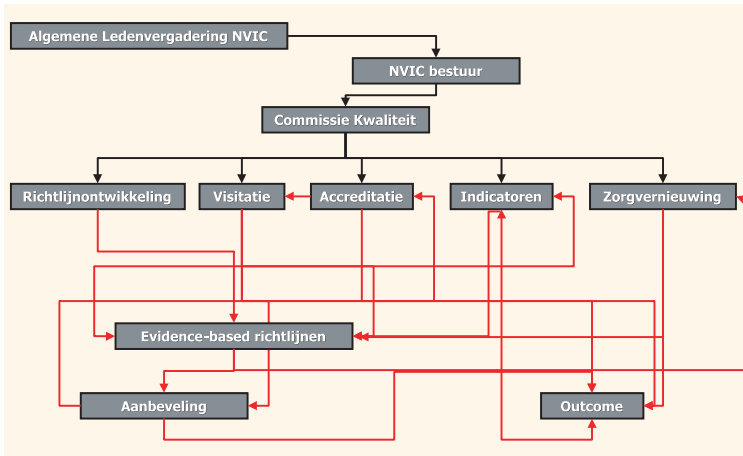 Algemene Ledenvergadering NVIC
NVIC bestuur
Commissie Kwaliteit
Richtlijnontwikkeling
Visitatie
Accreditatie
Indicatoren
Zorgvernieuwing
Evidence-based richtlijnen
Aanbeveling
Outcome